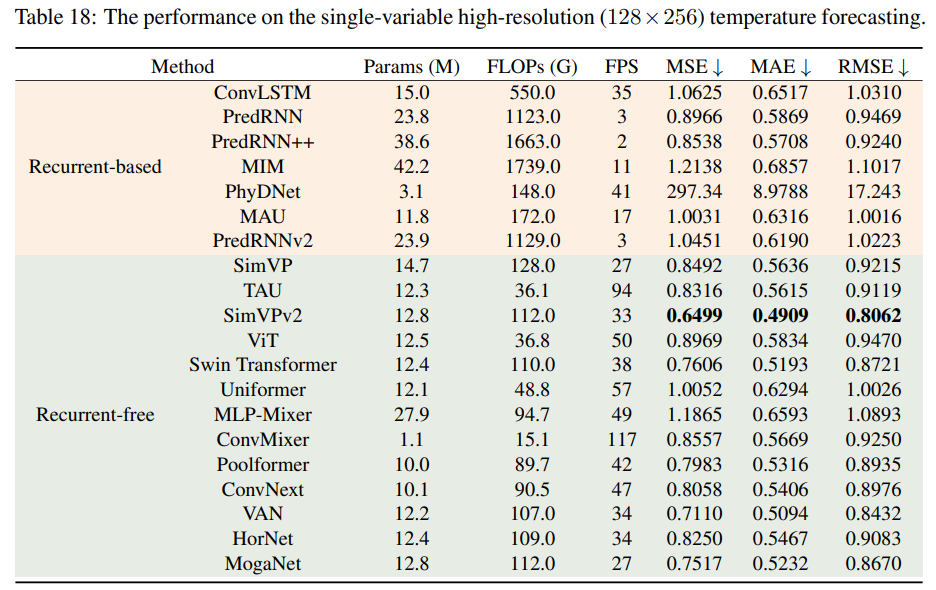 Table 18: The performance on the single-variable high-resolution (128×256) temperature forecasting.
Method Params (M) FLOPs (G) FPS MSE↓ MAE↓ RMSE↓
ConvLSTM 15.0 550.0 35 1.0625 0.6517 1.0310
PredRNN 23.8 1123.0 3 0.8966 0.5869 0.9469
PredRNN++ 38.6 1663.0 2 0.8538 0.5708 0.9240
Recurrent-based MIM 42.2 1739.0 11 1.2138 0.6857 1.1017
PhyDNet 3.1 148.0 41 297.34 8.9788 17.243
MAU 11.8 172.0 17 1.0031 0.6316 1.0016
PredRNNv2 23.9 1129.0 3 1.0451 0.6190 1.0223
SimVP 14.7 128.0 27 0.8492 0.5636 0.9215
TAU 12.3 36.1 94 0.8316 0.5615 0.9119
SimVPv2 12.8 112.0 33 0.6499 0.4909 0.8062
ViT 12.5 36.8 50 0.8969 0.5834 0.9470
Swin Transformer 12.4 110.0 38 0.7606 0.5193 0.8721
Uniformer 12.1 48.8 57 1.0052 0.6294 1.0026
Recurrent-free MLP-Mixer 27.9 94.7 49 1.1865 0.6593 1.0893
ConvMixer 1.1 15.1 117 0.8557 0.5669 0.9250
Poolformer 10.0 89.7 42 0.7983 0.5316 0.8935
ConvNext 10.1 90.5 47 0.8058 0.5406 0.8976
VAN 12.2 107.0 34 0.7110 0.5094 0.8432
HorNet 12.4 109.0 34 0.8250 0.5467 0.9083
MogaNet 12.8 112.0 27 0.7517 0.5232 0.8670